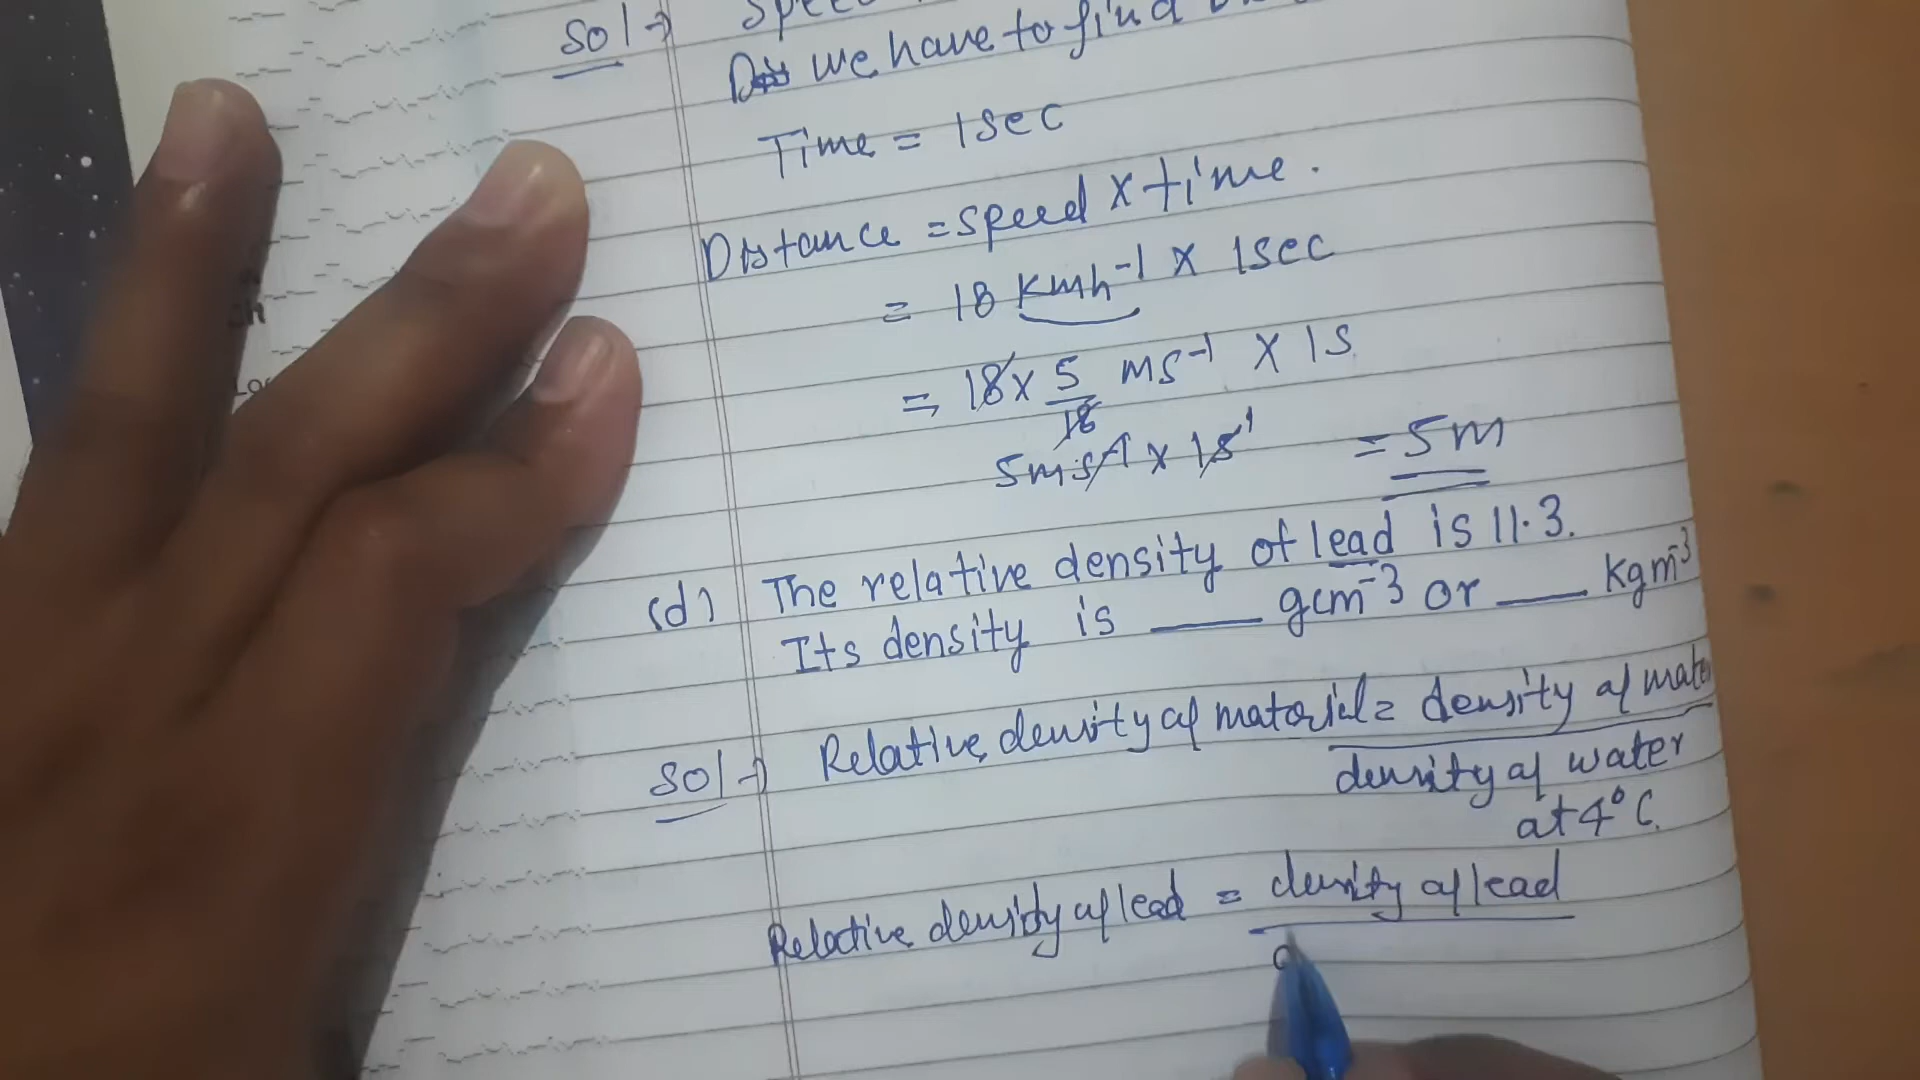 Sol →
we have to find
Time = 1sec
Distance = speed x time.
= 18 kmh⁻¹ x 1sec
= 18 x 5/18 ms⁻¹ x 1s
5ms⁻¹ x 1s = 5m
(d) The relative density of lead is 11.3.
Its density is ___ gcm⁻³ or ___ kgm⁻³
Sol → Relative density of material = density of
density of water
at 4°C.
Relative density of lead = density of lead